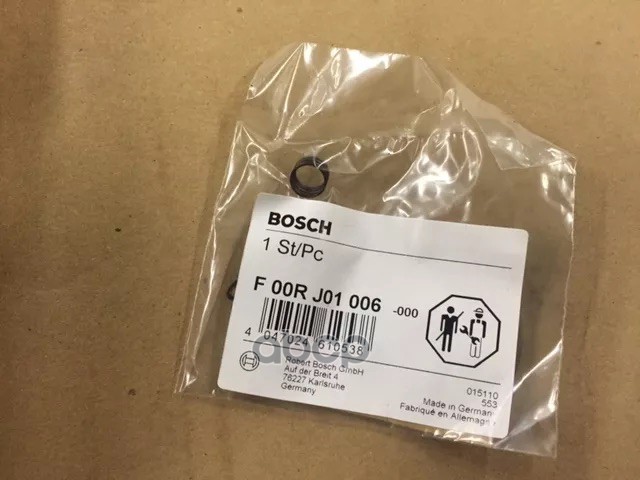 BOSCH
1 St/Pc
F 00R J01 006 -000
4 047024 610538
Robert Bosch GmbH
Auf der Breit 4
76227 Karlsruhe
Germany
015110
553
Made in Germany
Fabriqué en Allemagne